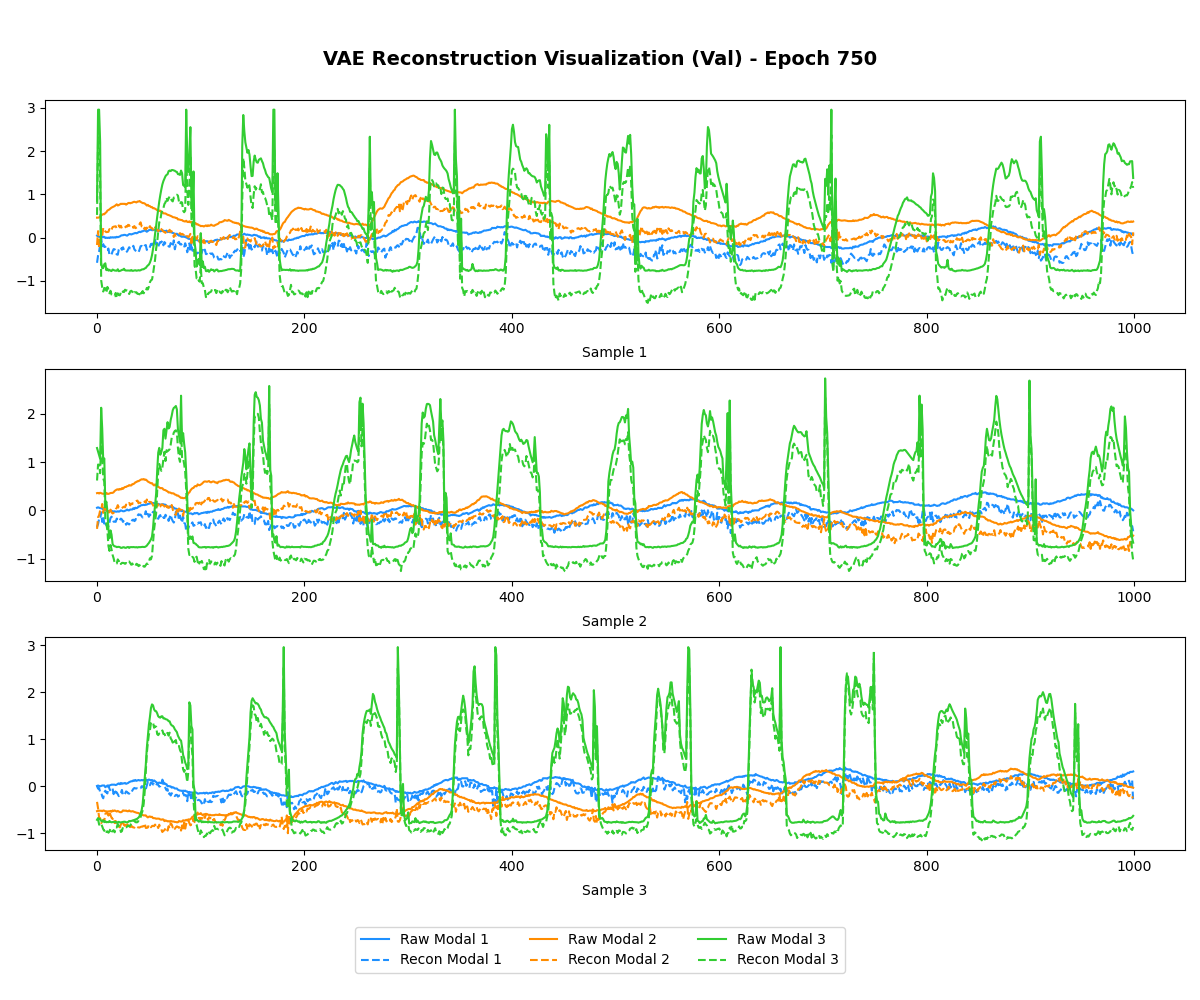 VAE Reconstruction Visualization (Val) - Epoch 750
3
2
1
0
−1
0 200 400 600 800 1000
Sample 1
2
1
0
−1
0 200 400 600 800 1000
Sample 2
3
2
1
0
−1
0 200 400 600 800 1000
Sample 3
Raw Modal 1 Raw Modal 2 Raw Modal 3
Recon Modal 1 Recon Modal 2 Recon Modal 3